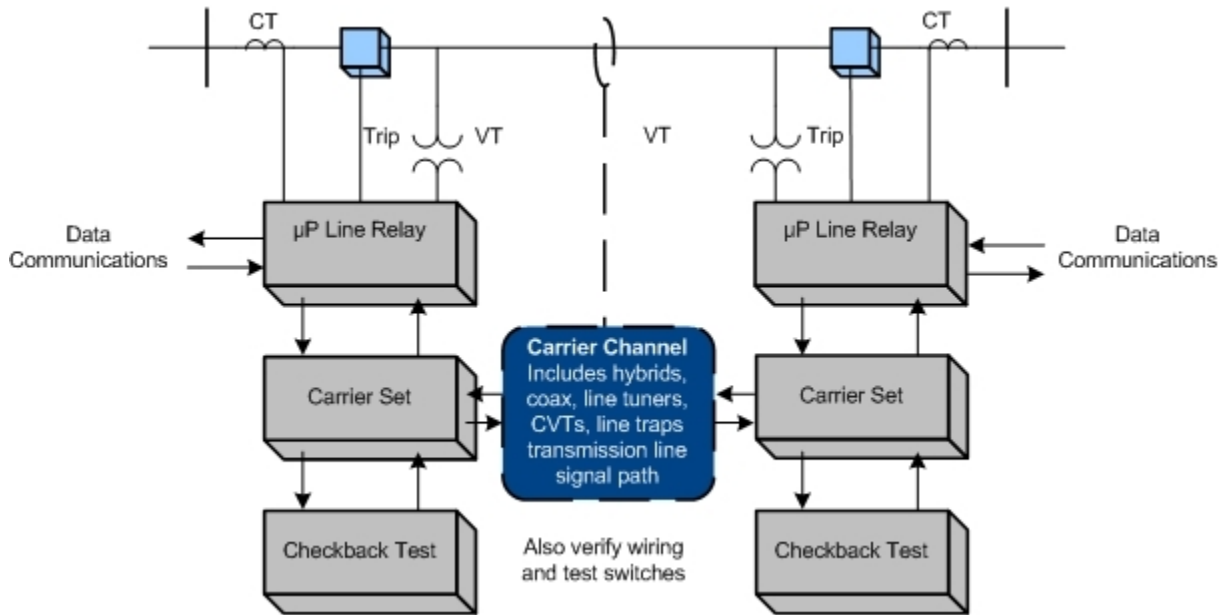 CT
CT
Trip
VT
VT
Trip
µP Line Relay
µP Line Relay
Data
Communications
Data
Communications
Carrier Channel
Includes hybrids,
coax, line tuners,
CVTs, line traps
transmission line
signal path
Carrier Set
Carrier Set
Checkback Test
Also verify wiring
and test switches
Checkback Test